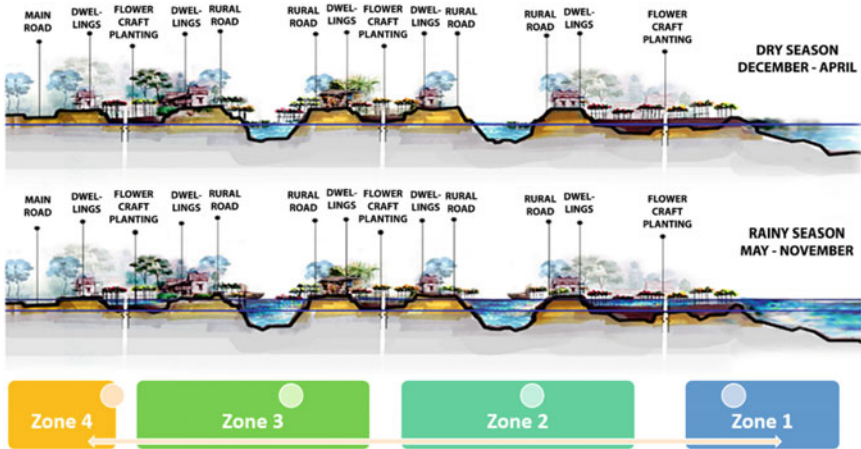 MAIN
ROAD
DWEL-
LINGS
FLOWER
CRAFT
PLANTING
DWEL-
LINGS
RURAL
ROAD
RURAL
ROAD
DWEL-
LINGS
FLOWER
CRAFT
PLANTING
DWEL-
LINGS
RURAL
ROAD
RURAL
ROAD
DWEL-
LINGS
FLOWER
CRAFT
PLANTING
DRY SEASON
DECEMBER - APRIL
MAIN
ROAD
DWEL-
LINGS
FLOWER
CRAFT
PLANTING
DWEL-
LINGS
RURAL
ROAD
RURAL
ROAD
DWEL-
LINGS
FLOWER
CRAFT
PLANTING
DWEL-
LINGS
RURAL
ROAD
RURAL
ROAD
DWEL-
LINGS
FLOWER
CRAFT
PLANTING
RAINY SEASON
MAY - NOVEMBER
Zone 4
Zone 3
Zone 2
Zone 1